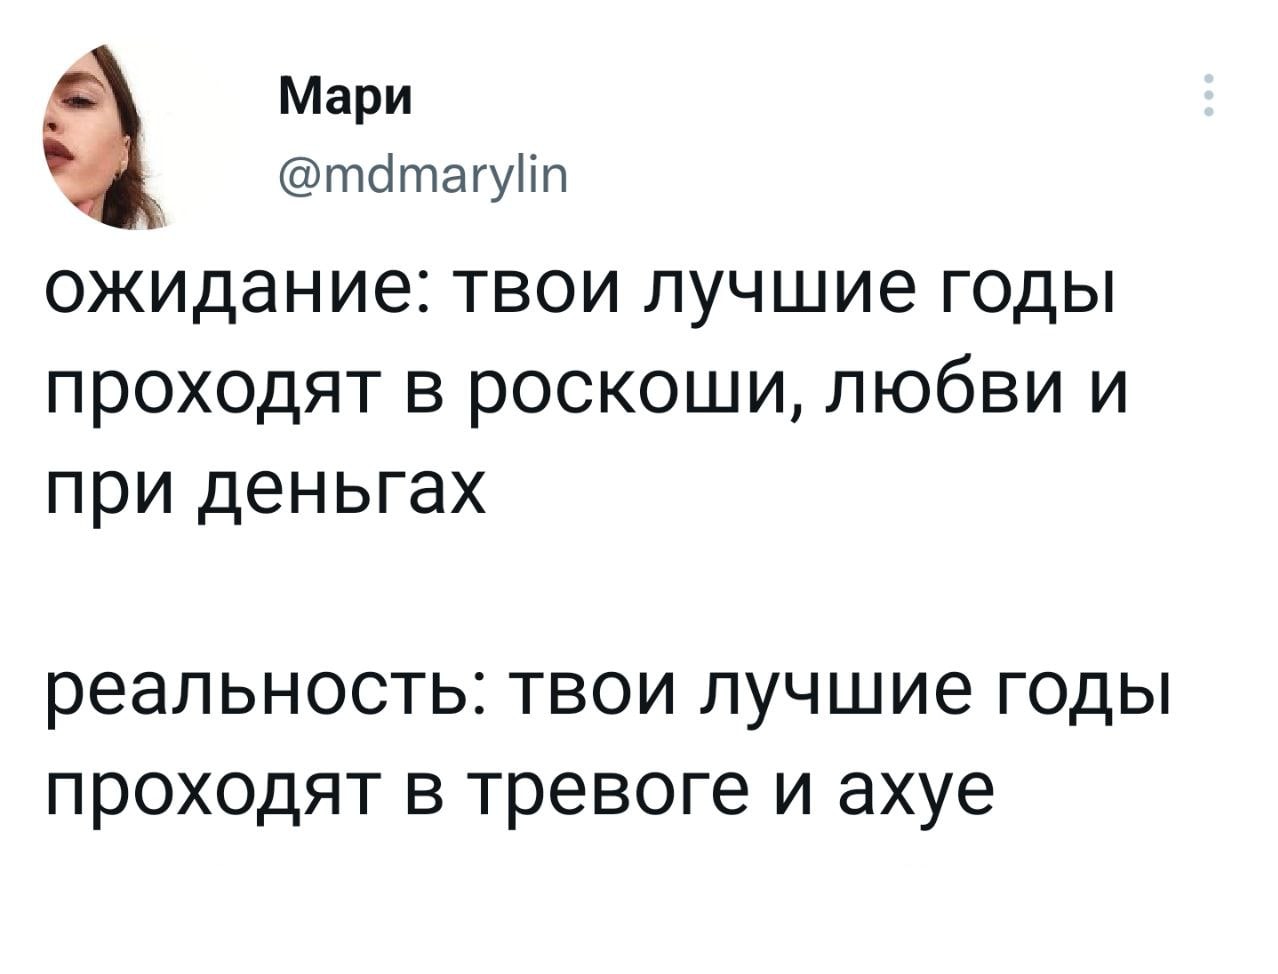 Мари
@mdmarylin
ожидание: твои лучшие годы
проходят в роскоши, любви и
при деньгах
реальность: твои лучшие годы
проходят в тревоге и ахуе